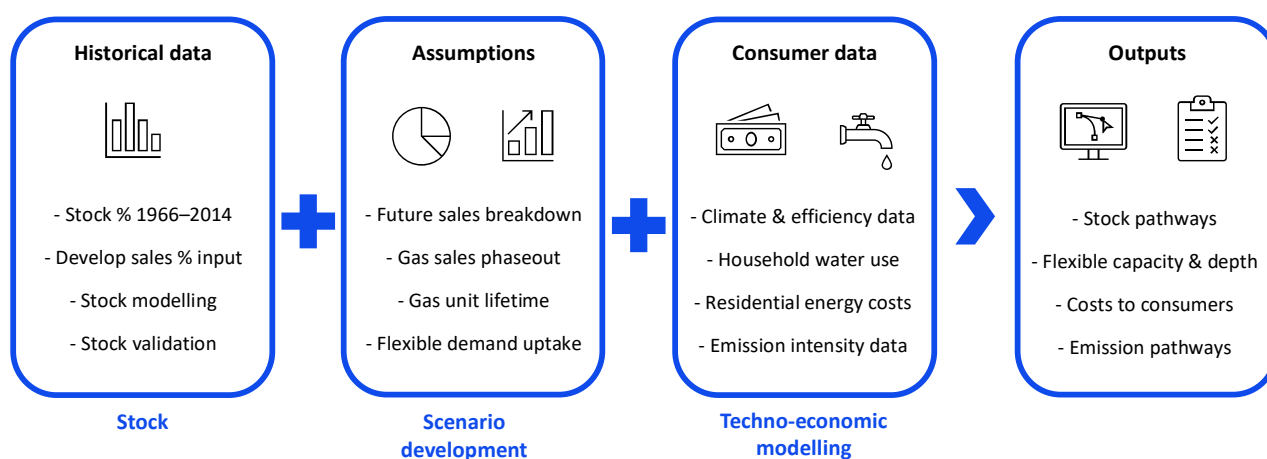 Historical data
- Stock % 1966–2014
- Develop sales % input
- Stock modelling
- Stock validation
Stock
Assumptions
- Future sales breakdown
- Gas sales phaseout
- Gas unit lifetime
- Flexible demand uptake
Scenario
development
Consumer data
- Climate & efficiency data
- Household water use
- Residential energy costs
- Emission intensity data
Techno-economic
modelling
Outputs
- Stock pathways
- Flexible capacity & depth
- Costs to consumers
- Emission pathways